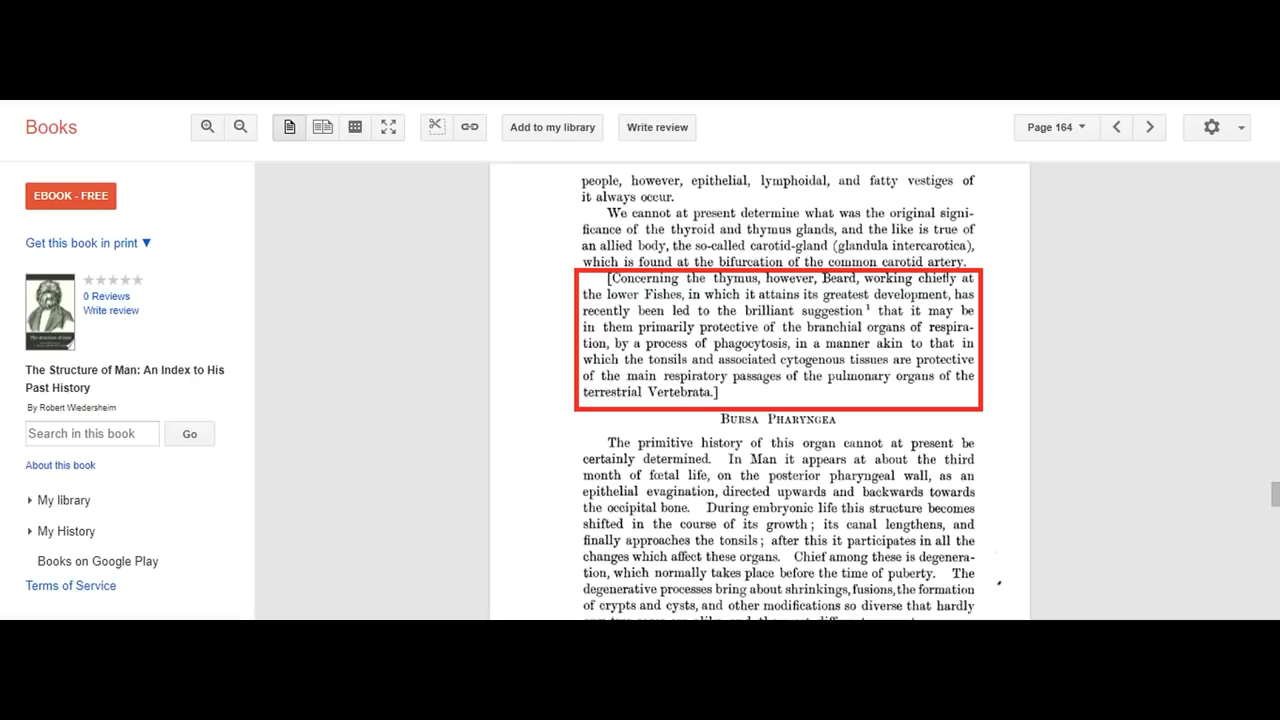 Books
Add to my library
Write review
Page 164
EBOOK - FREE
Get this book in print ▼
0 Reviews
Write review
The Structure of Man: An Index to His
Past History
By Robert Wiedersheim
Search in this book
Go
About this book
My library
My History
Books on Google Play
Terms of Service
people, however, epithelial, lymphoidal, and fatty vestiges of
it always occur.
We cannot at present determine what was the original signi-
ficance of the thyroid and thymus glands, and the like is true of
an allied body, the so-called carotid-gland (glandula intercarotica),
which is found at the bifurcation of the common carotid artery.
[Concerning the thymus, however, Beard, working chiefly at
the lower Fishes, in which it attains its greatest development, has
recently been led to the brilliant suggestion ¹ that it may be
in them primarily protective of the branchial organs of respira-
tion, by a process of phagocytosis, in a manner akin to that in
which the tonsils and associated cytogenous tissues are protective
of the main respiratory passages of the pulmonary organs of the
terrestrial Vertebrata.]
BURSA PHARYNGEA
The primitive history of this organ cannot at present be
certainly determined. In Man it appears at about the third
month of fœtal life, on the posterior pharyngeal wall, as an
epithelial evagination, directed upwards and backwards towards
the occipital bone. During embryonic life this structure becomes
shifted in the course of its growth; its canal lengthens, and
finally approaches the tonsils; after this it participates in all the
changes which affect these organs. Chief among these is degenera-
tion, which normally takes place before the time of puberty. The
degenerative processes bring about shrinkings, fusions, the formation
of crypts and cysts, and other modifications so diverse that hardly